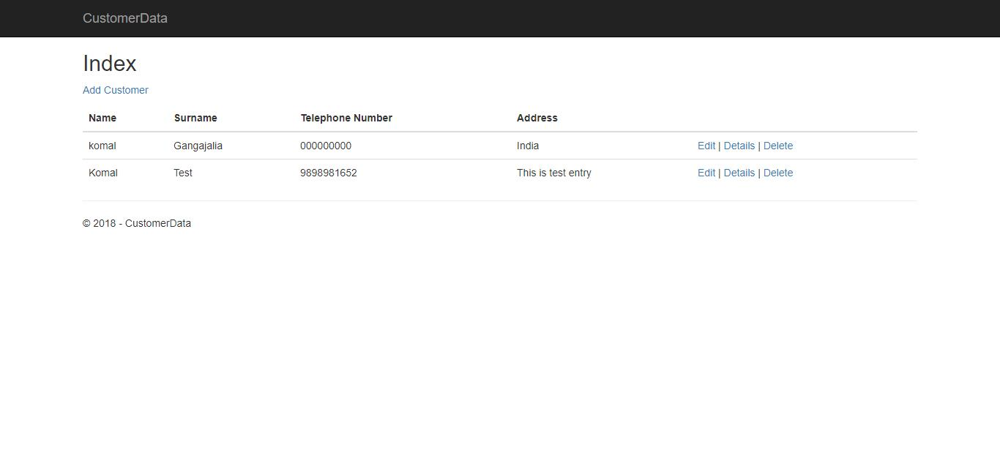 CustomerData
Index
Add Customer
Name Surname Telephone Number Address
komal Gangajalia 000000000 India Edit | Details | Delete
Komal Test 9898981652 This is test entry Edit | Details | Delete
© 2018 - CustomerData